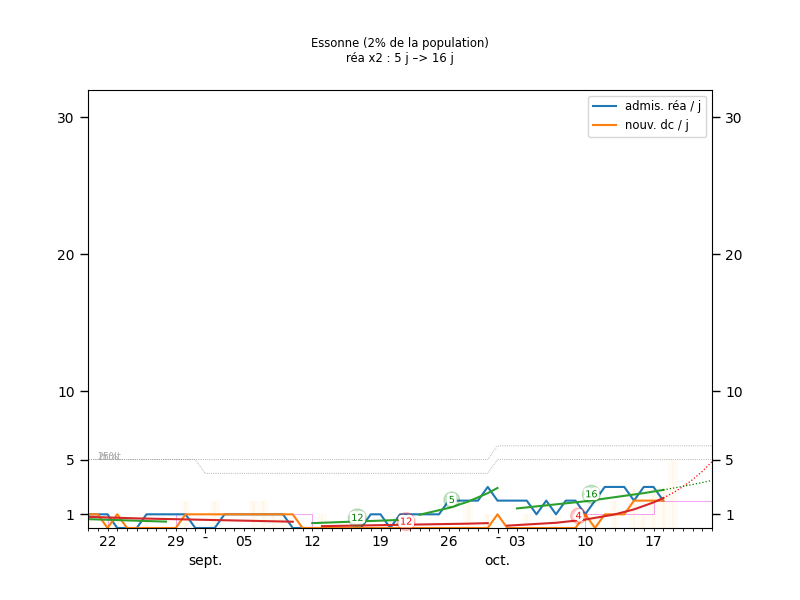 Essonne (2% de la population)
réa x2 : 5 j –> 16 j
admis. réa / j
nouv. dc / j
30 30
20 20
10 10
5 5
1 1
12 12 5 16 4
22 29 - 05 12 19 26 - 03 10 17
sept. oct.